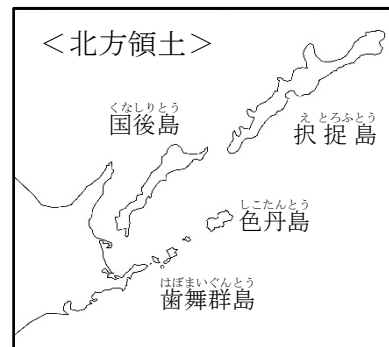 ＜北方領土＞
くなしりとう
国後島
えとろふとう
択捉島
しこたんとう
色丹島
はぼまいぐんとう
歯舞群島